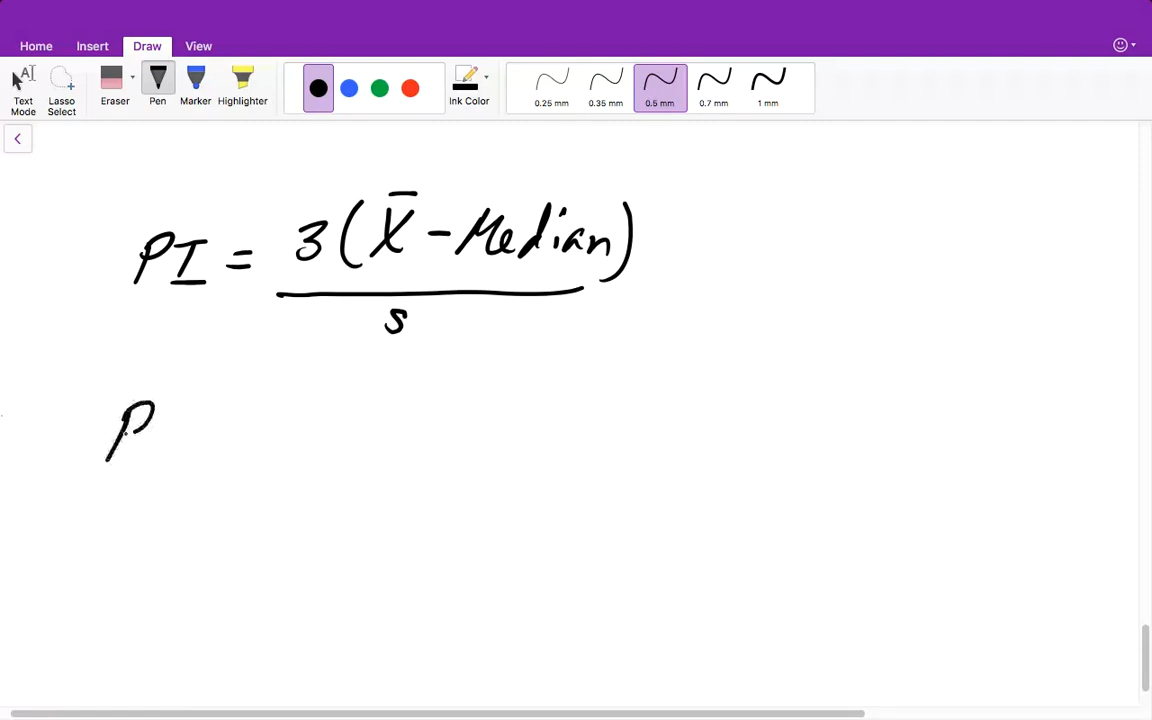 Home Insert Draw View
Text Mode Lasso Select Eraser Pen Marker Highlighter Ink Color 0.25 mm 0.35 mm 0.5 mm 0.7 mm 1 mm
PI = 3(X̄ - Median)
s
P